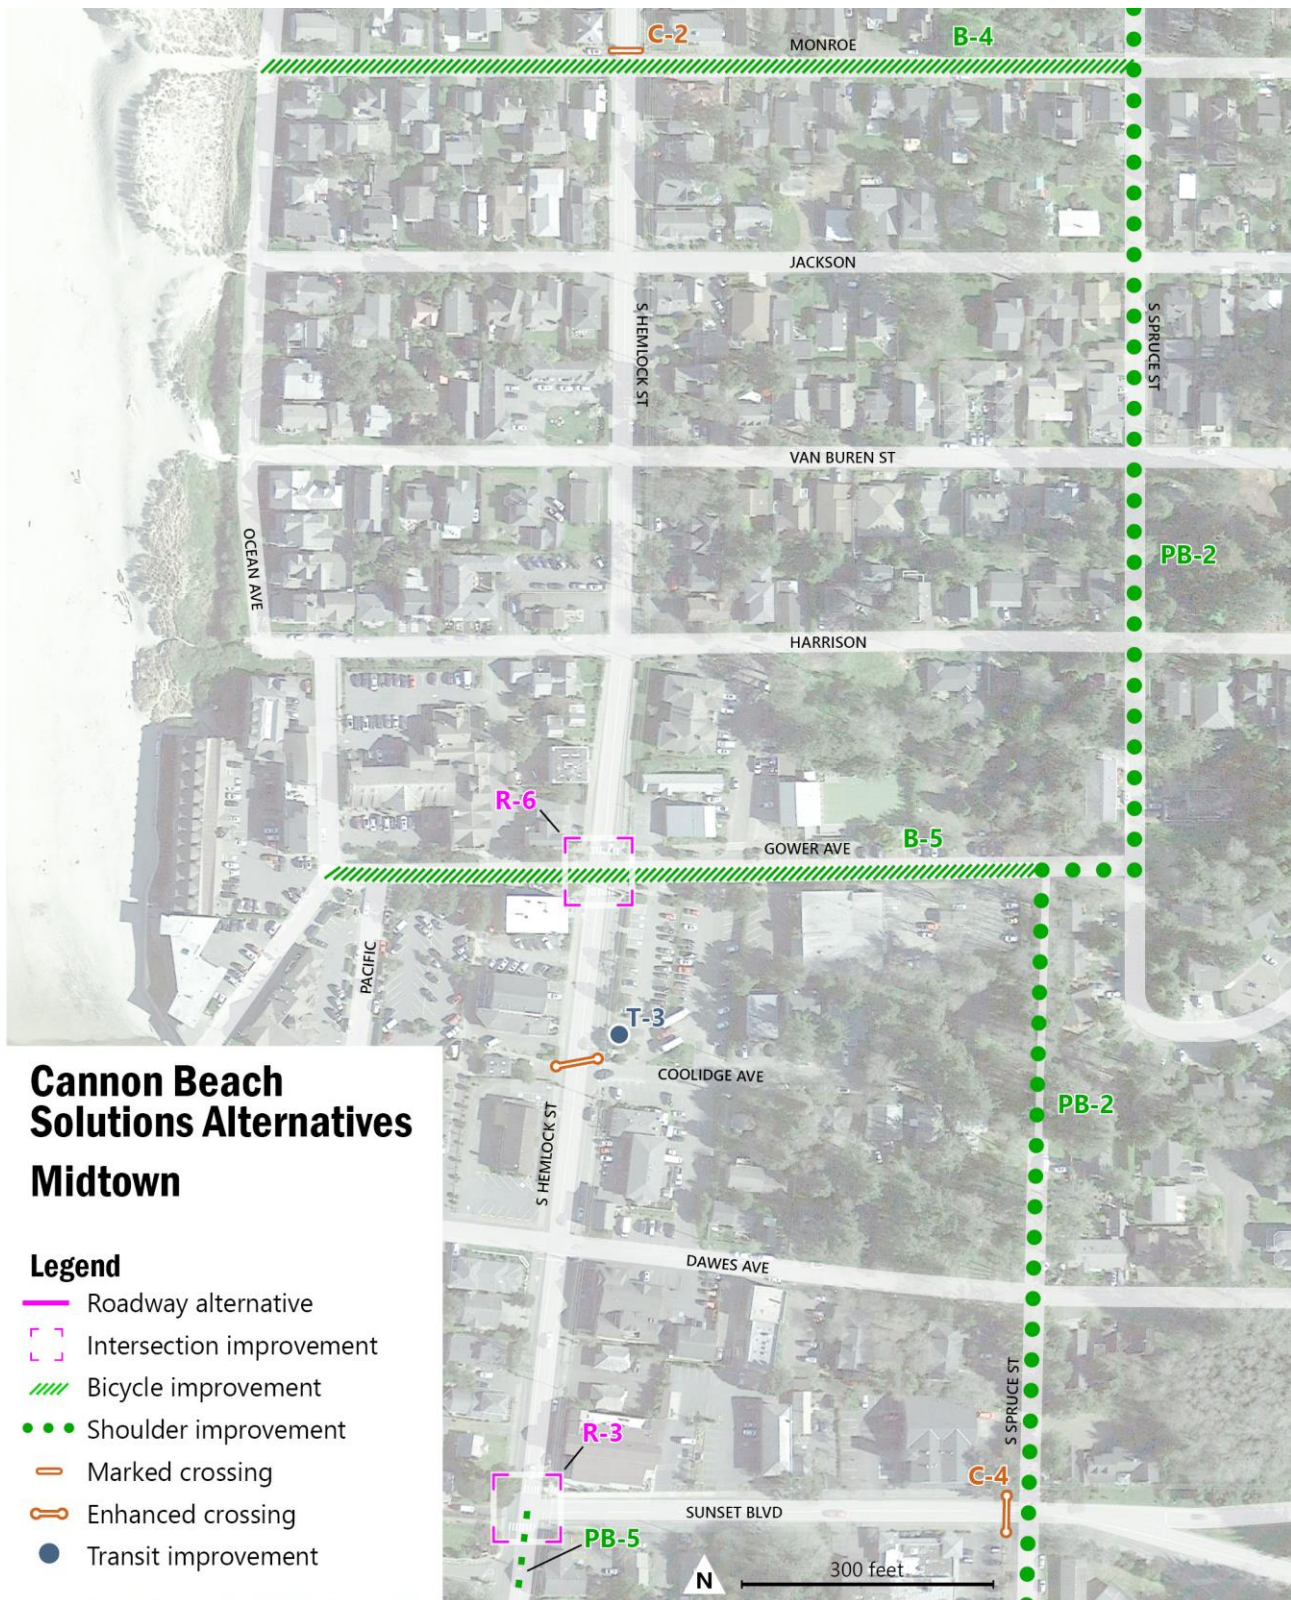 C-2
MONROE
B-4
JACKSON
S HEMLOCK ST
S SPRUCE ST
VAN BUREN ST
OCEAN AVE
PB-2
HARRISON
R-6
GOWER AVE
B-5
PACIFIC
T-3
COOLIDGE AVE
PB-2
S HEMLOCK ST
DAWES AVE
S SPRUCE ST
R-3
C-4
SUNSET BLVD
PB-5
N
300 feet
Cannon Beach
Solutions Alternatives
Midtown
Legend
Roadway alternative
Intersection improvement
Bicycle improvement
Shoulder improvement
Marked crossing
Enhanced crossing
Transit improvement